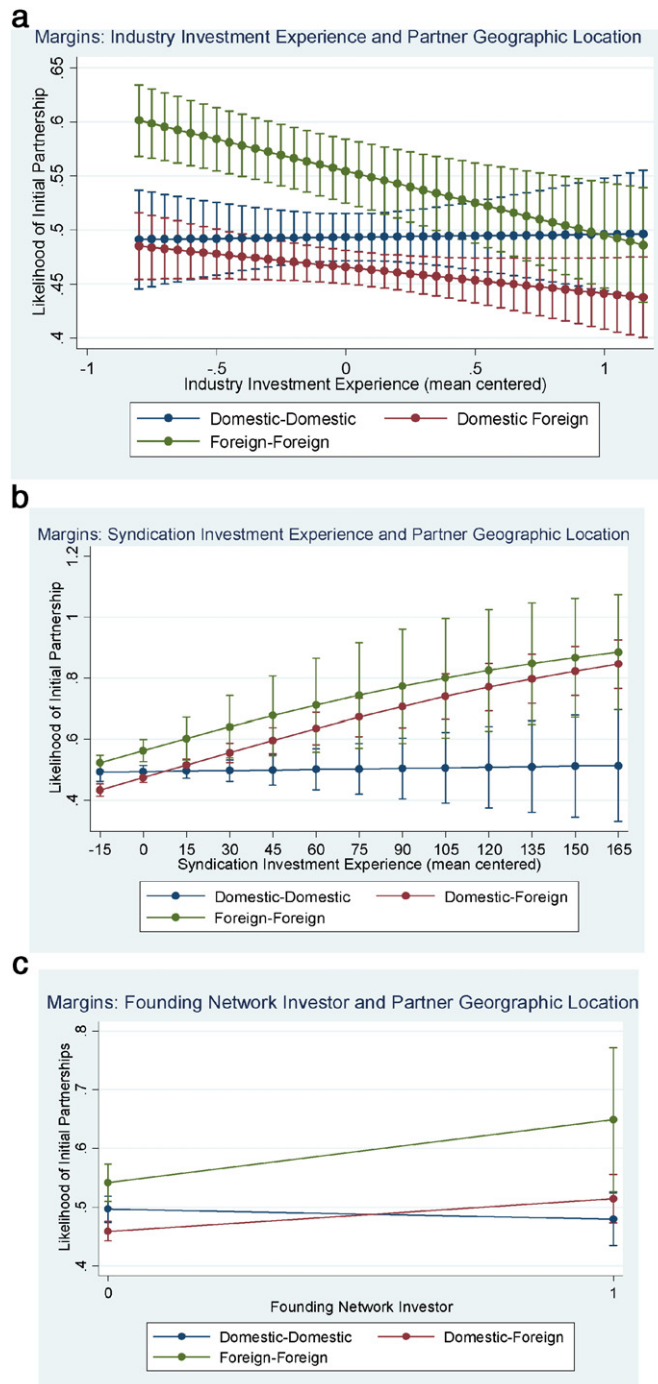 a
Margins: Industry Investment Experience and Partner Geographic Location
Likelihood of Initial Partnership
.65
.6
.55
.5
.45
.4
-1
-.5
0
.5
1
Industry Investment Experience (mean centered)
Domestic-Domestic
Domestic Foreign
Foreign-Foreign
b
Margins: Syndication Investment Experience and Partner Geographic Location
Likelihood of Initial Partnership
1.2
1
.8
.6
.4
-15 0 15 30 45 60 75 90 105 120 135 150 165
Syndication Investment Experience (mean centered)
Domestic-Domestic
Domestic-Foreign
Foreign-Foreign
c
Margins: Founding Network Investor and Partner Georgraphic Location
Likelihood of Initial Partnerships
.8
.7
.6
.5
.4
0
1
Founding Network Investor
Domestic-Domestic
Domestic-Foreign
Foreign-Foreign